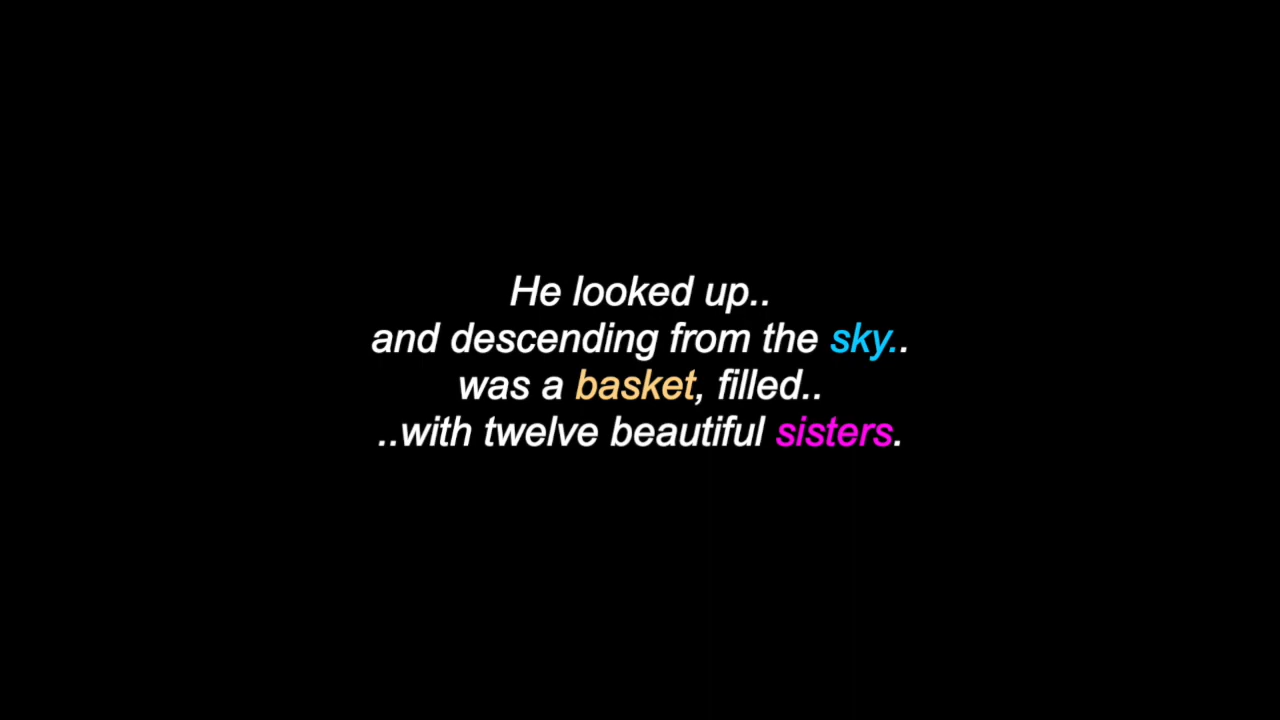 He looked up..
and descending from the sky..
was a basket, filled..
..with twelve beautiful sisters.